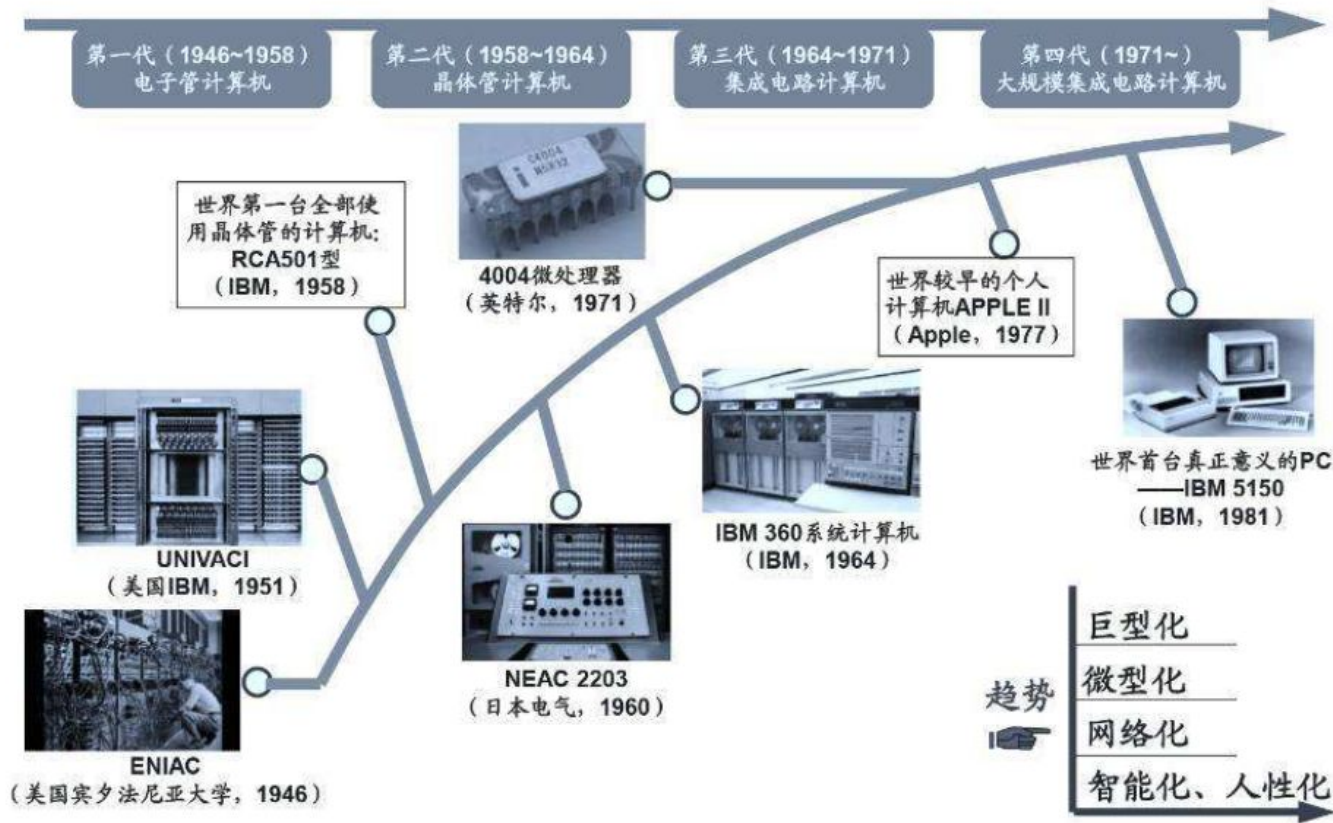 第一代（1946~1958）
电子管计算机
第二代（1958~1964）
晶体管计算机
第三代（1964~1971）
集成电路计算机
第四代（1971~）
大规模集成电路计算机
C4004
世界第一台全部使
用晶体管的计算机:
RCA501型
（IBM，1958）
4004微处理器
（英特尔，1971）
世界较早的个人
计算机APPLE II
（Apple，1977）
UNIVACI
（美国IBM，1951）
IBM 360系统计算机
（IBM，1964）
世界首台真正意义的PC
——IBM 5150
（IBM，1981）
NEAC 2203
（日本电气，1960）
ENIAC
（美国宾夕法尼亚大学，1946）
趋势
巨型化
微型化
网络化
智能化、人性化